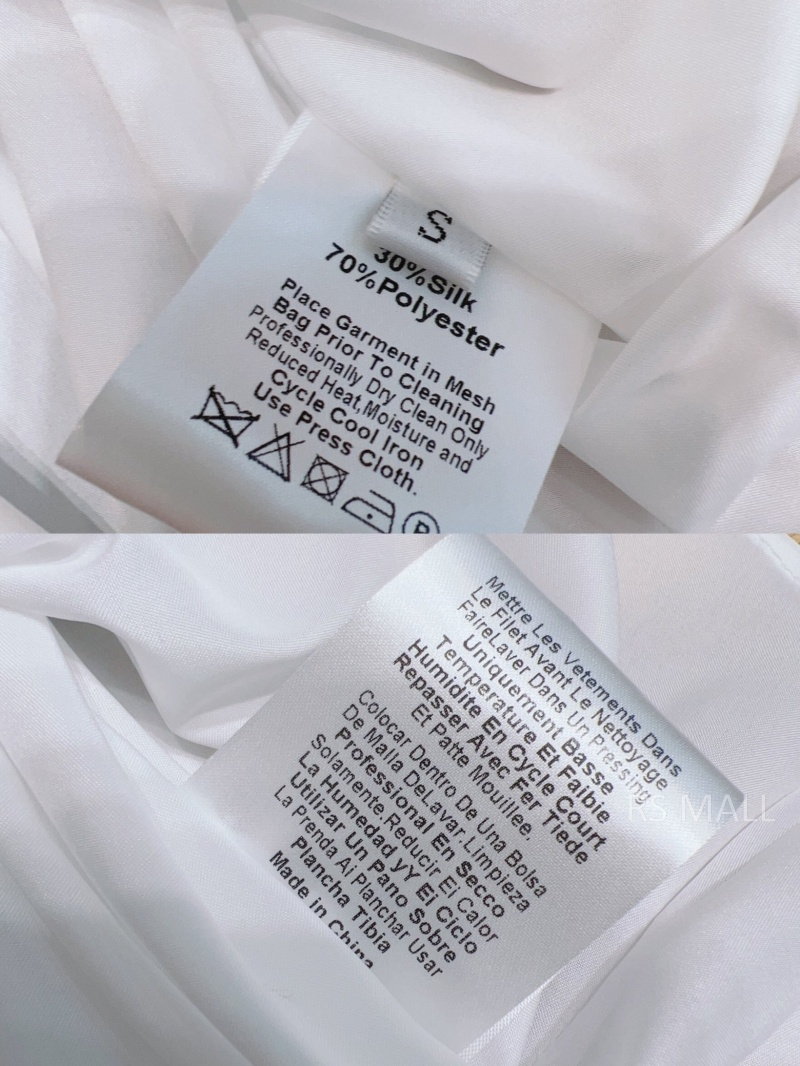 S
30%Silk
70%Polyester
Place Garment in Mesh
Bag Prior To Cleaning
Professionally Dry Clean Only
Reduced Heat,Moisture and
Cycle Cool Iron
Use Press Cloth.
P
Mettre Les Vetements Dans
Le Filet Avant Le Nettoyage
FaireLaver Dans Un Pressing
Uniquement Basse
Temperature Et Faibie
Humidite En Cycle Court
Repasser Avec Fer Tiede
Et Patte Mouillee.
Colocar Dentro De Una Bolsa
De Malla DeLavar Limpieza
Professional En Secco
Solamente.Reducir El Calor
La Humedad yY Ei Ciclo
Utilizar Un Pano Sobre
La Prenda Ai Planchar Usar
Plancha Tibia
Made in China
RS MALL